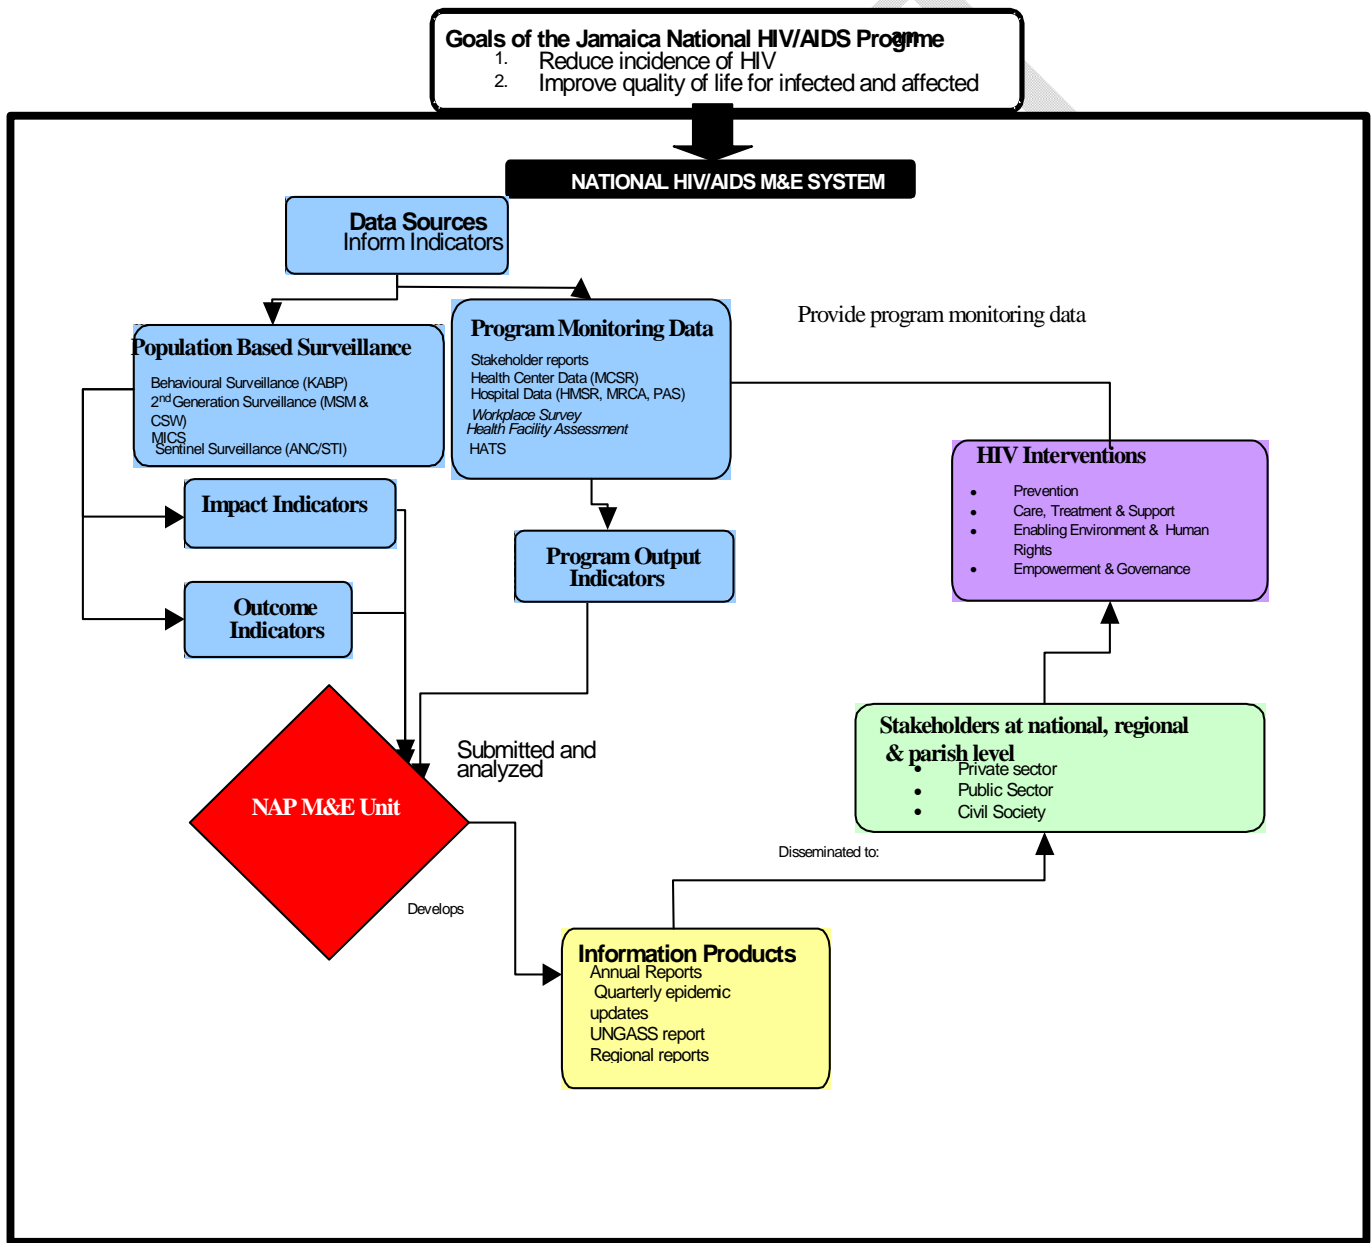 Goals of the Jamaica National HIV/AIDS Programme
1. Reduce incidence of HIV
2. Improve quality of life for infected and affected
NATIONAL HIV/AIDS M&E SYSTEM
Data Sources
Inform Indicators
Population Based Surveillance
Behavioural Surveillance (KABP)
2nd Generation Surveillance (MSM &
CSW)
MICS
Sentinel Surveillance (ANC/STI)
Program Monitoring Data
Stakeholder reports
Health Center Data (MCSR)
Hospital Data (HMSR, MRCA, PAS)
Workplace Survey
Health Facility Assessment
HATS
Provide program monitoring data
HIV Interventions
• Prevention
• Care, Treatment & Support
• Enabling Environment & Human
Rights
• Empowerment & Governance
Impact Indicators
Program Output
Indicators
Outcome
Indicators
Stakeholders at national, regional
& parish level
• Private sector
• Public Sector
• Civil Society
Submitted and
analyzed
NAP M&E Unit
Disseminated to:
Develops
Information Products
Annual Reports
Quarterly epidemic
updates
UNGASS report
Regional reports